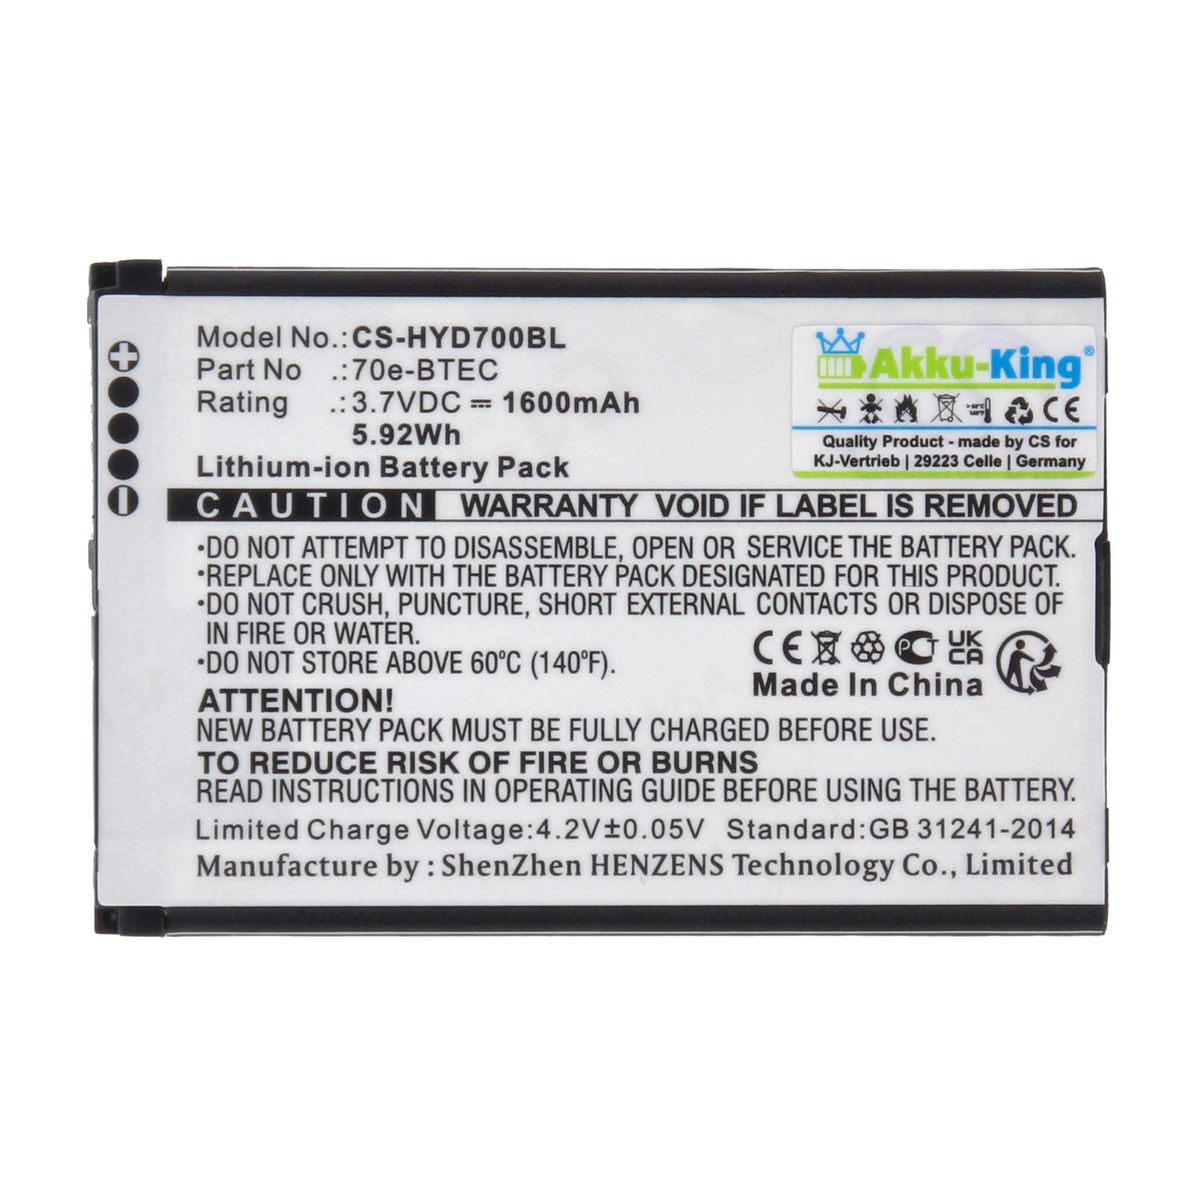 Model No.:CS-HYD700BL
Part No .:70e-BTEC
Rating .:3.7VDC ⎓ 1600mAh
5.92Wh
Lithium-ion Battery Pack
Akku-King
CE
Quality Product - made by CS for
KJ-Vertrieb | 29223 Celle | Germany
CAUTION WARRANTY VOID IF LABEL IS REMOVED
•DO NOT ATTEMPT TO DISASSEMBLE, OPEN OR SERVICE THE BATTERY PACK.
•REPLACE ONLY WITH THE BATTERY PACK DESIGNATED FOR THIS PRODUCT.
•DO NOT CRUSH, PUNCTURE, SHORT EXTERNAL CONTACTS OR DISPOSE OF
IN FIRE OR WATER.
•DO NOT STORE ABOVE 60°C (140°F).
CE UK CA
Made In China
ATTENTION!
NEW BATTERY PACK MUST BE FULLY CHARGED BEFORE USE.
TO REDUCE RISK OF FIRE OR BURNS
READ INSTRUCTIONS IN OPERATING GUIDE BEFORE USING THE BATTERY.
Limited Charge Voltage:4.2V±0.05V Standard:GB 31241-2014
Manufacture by : ShenZhen HENZENS Technology Co., Limited